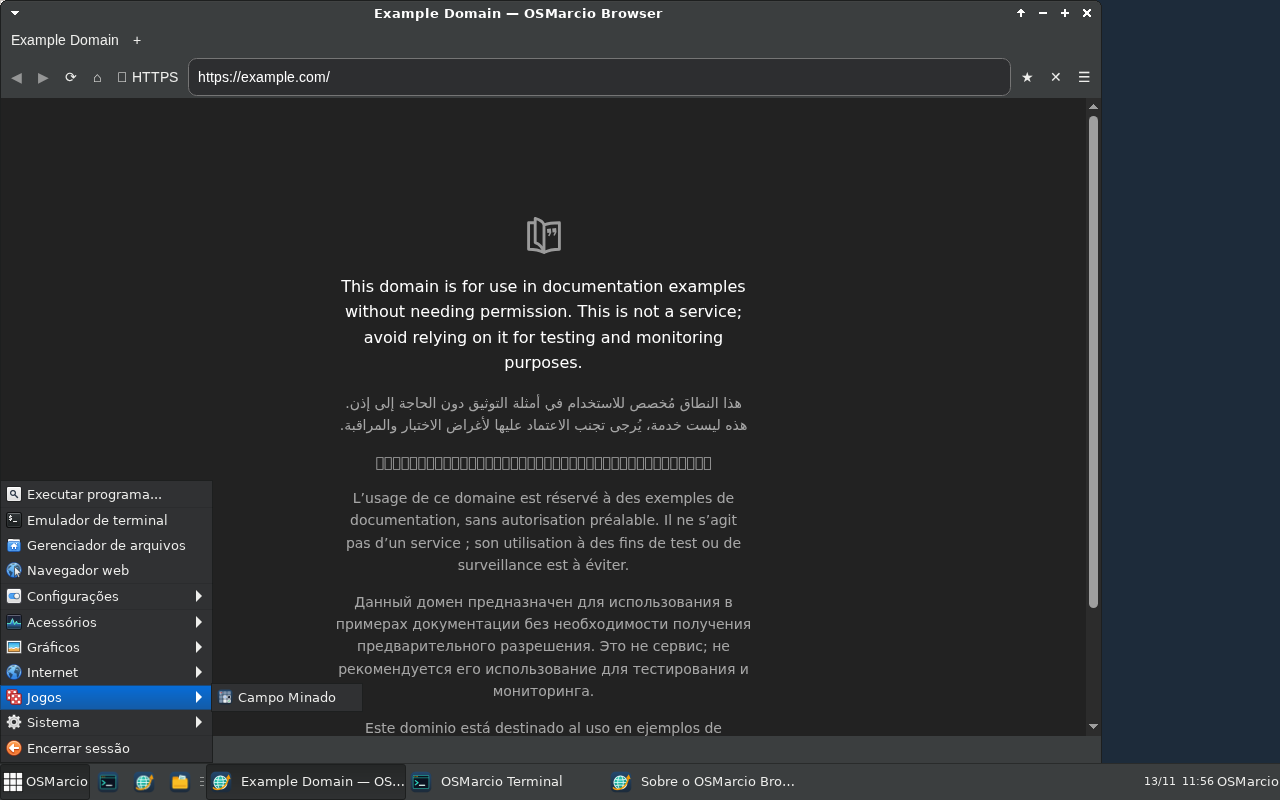 Example Domain — OSMarcio Browser
Example Domain +
HTTPS https://example.com/
This domain is for use in documentation examples
without needing permission. This is not a service;
avoid relying on it for testing and monitoring
purposes.
هذا النطاق مُخصص للاستخدام في أمثلة التوثيق دون الحاجة إلى إذن.
هذه ليست خدمة، يُرجى تجنب الاعتماد عليها لأغراض الاختبار والمراقبة.
L’usage de ce domaine est réservé à des exemples de
documentation, sans autorisation préalable. Il ne s’agit
pas d’un service ; son utilisation à des fins de test ou de
surveillance est à éviter.
Данный домен предназначен для использования в
примерах документации без необходимости получения
предварительного разрешения. Это не сервис; не
рекомендуется его использование для тестирования и
мониторинга.
Este dominio está destinado al uso en ejemplos de
Executar programa...
Emulador de terminal
Gerenciador de arquivos
Navegador web
Configurações
Acessórios
Gráficos
Internet
Jogos
Campo Minado
Sistema
Encerrar sessão
OSMarcio Example Domain — OS... OSMarcio Terminal Sobre o OSMarcio Bro... 13/11 11:56 OSMarcio